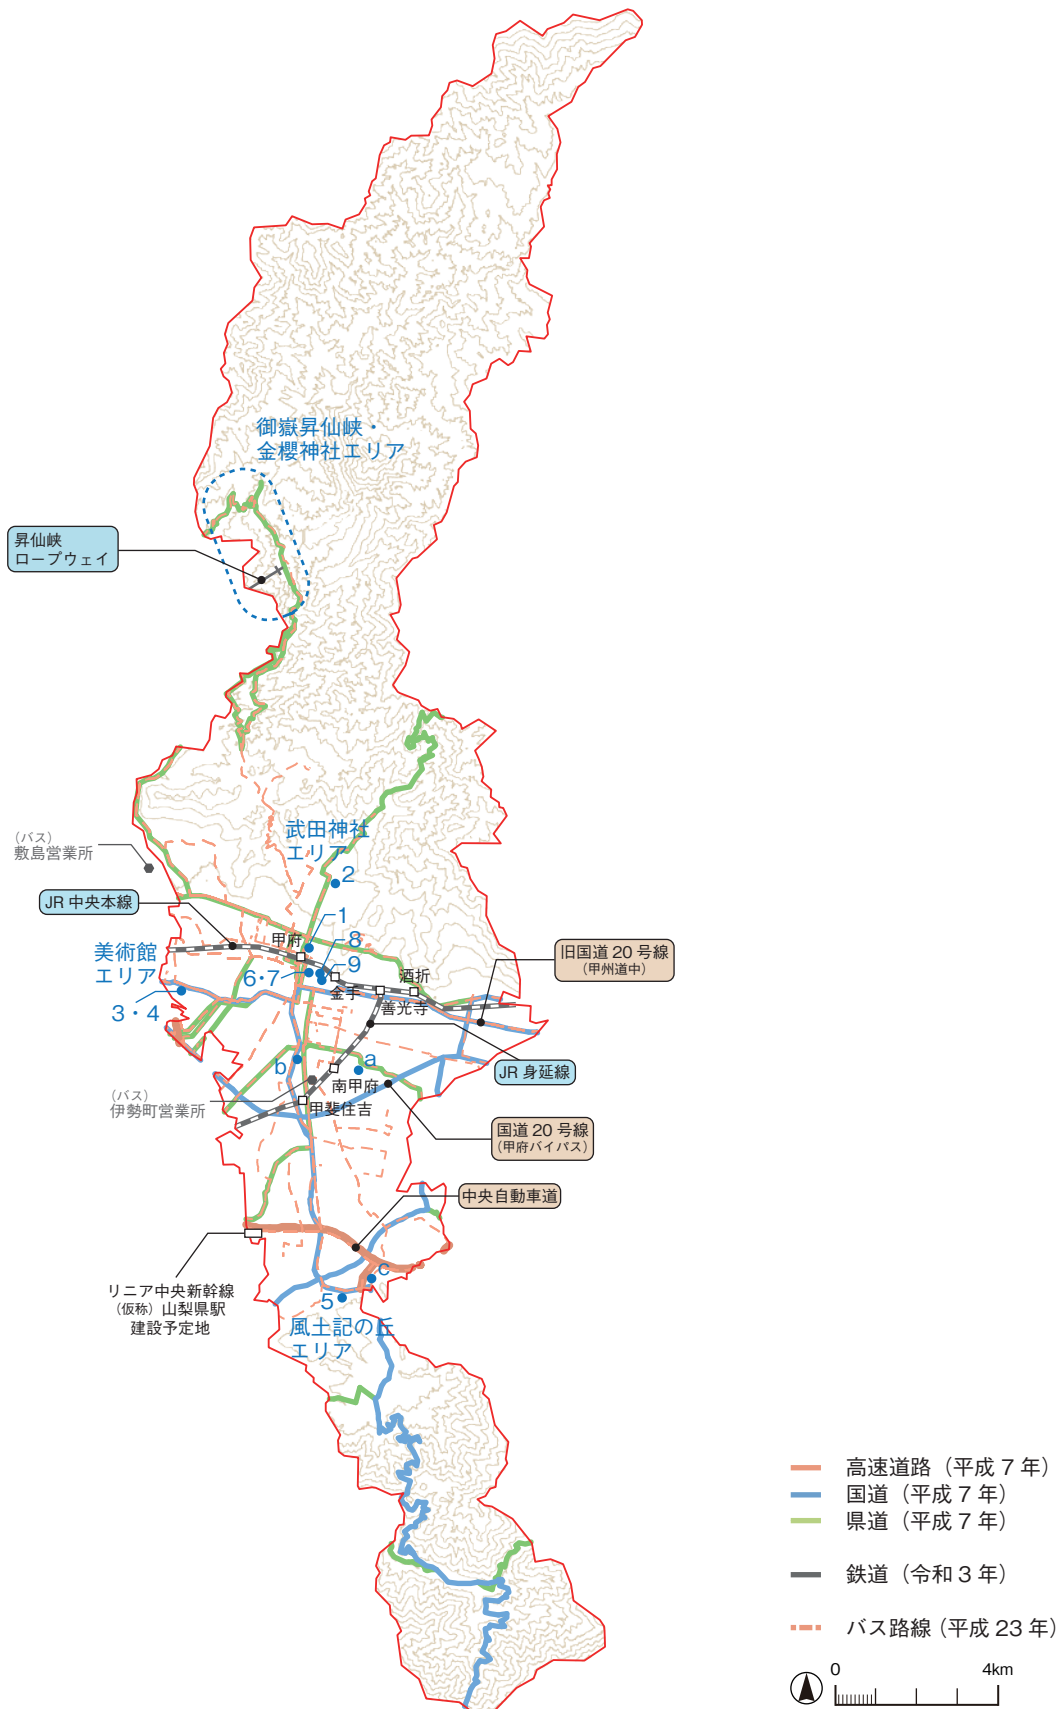 御嶽昇仙峡・
金櫻神社エリア
昇仙峡
ロープウェイ
武田神社
エリア
2
（バス）
敷島営業所
JR 中央本線
1
甲府
8
美術館
エリア
6・7
9
金手
酒折
善光寺
旧国道 20 号線
（甲州道中）
3・4
b
a
JR 身延線
南甲府
（バス）
伊勢町営業所
甲斐住吉
国道 20 号線
（甲府バイパス）
中央自動車道
c
リニア中央新幹線
（仮称）山梨県駅
建設予定地
5
風土記の丘
エリア
高速道路（平成 7 年）
国道（平成 7 年）
県道（平成 7 年）
鉄道（令和 3 年）
バス路線（平成 23 年）
0 4km